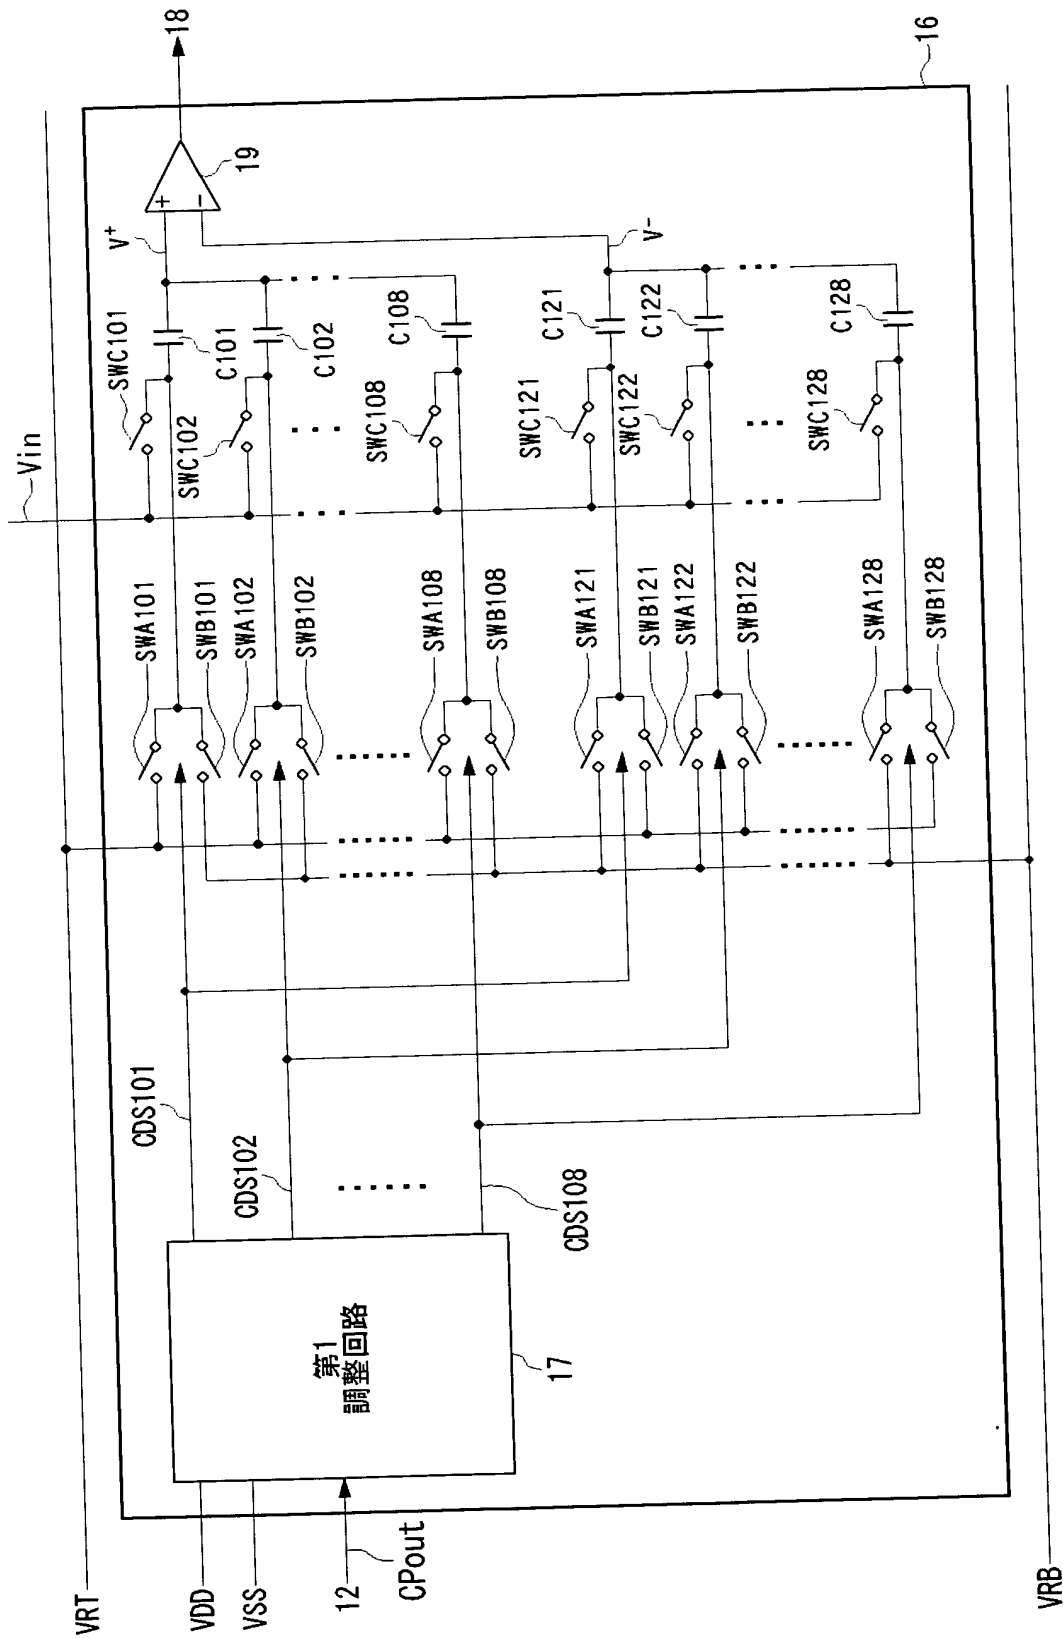 VRT
VDD
VSS
12
CPout
VRB
第1
調整回路
17
CDS101
CDS102
CDS108
SWA101
SWB101
SWA102
SWB102
SWA108
SWB108
SWA121
SWB121
SWA122
SWB122
SWA128
SWB128
Vin
SWC101
SWC102
SWC108
SWC121
SWC122
SWC128
C101
C102
C108
C121
C122
C128
V+
V-
+
-
19
18
16